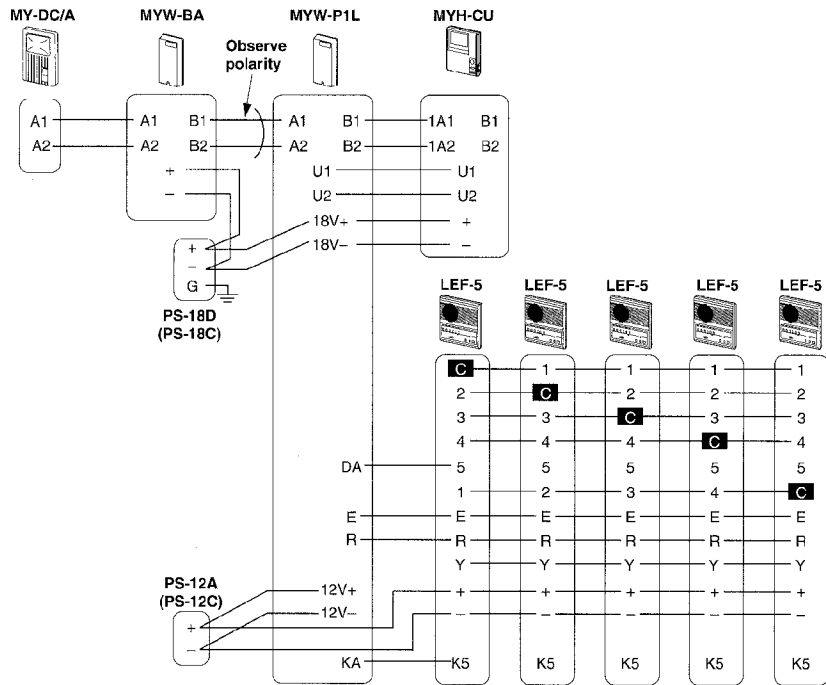 MY-DC/A MYW-BA MYW-P1L MYH-CU
Observe
polarity
A1 A1 B1 A1 B1 1A1 B1
A2 A2 B2 A2 B2 1A2 B2
+ U1 U1
− U2 U2
18V+ +
+ 18V− −
−
G
PS-18D
(PS-18C)
LEF-5 LEF-5 LEF-5 LEF-5 LEF-5
C 1 1 1 1
2 C 2 2 2
3 3 C 3 3
4 4 4 C 4
DA 5 5 5 5 5
1 2 3 4 C
E E E E E E
R R R R R R
Y Y Y Y Y
PS-12A
(PS-12C)
12V+ + + + + +
12V− − − − − −
+
−
KA K5 K5 K5 K5 K5